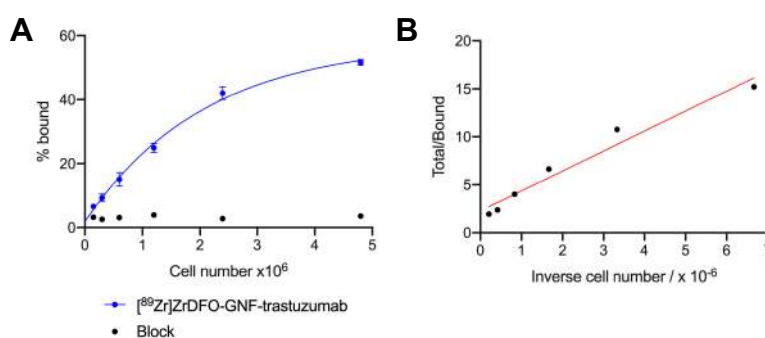 A
60
40
20
0
% bound
0 1 2 3 4 5
Cell number x10⁶
[⁸⁹Zr]ZrDFO-GNF-trastuzumab
Block
B
20
15
10
5
0
Total/Bound
0 1 2 3 4 5 6 7
Inverse cell number / x 10⁻⁶